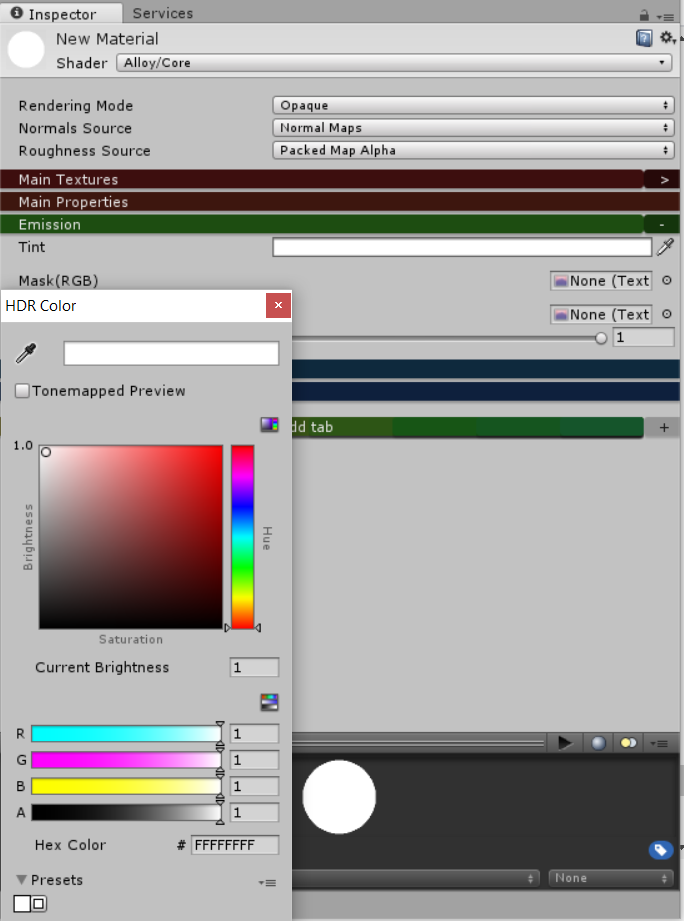 Inspector Services
New Material
Shader Alloy/Core
Rendering Mode Opaque
Normals Source Normal Maps
Roughness Source Packed Map Alpha
Main Textures >
Main Properties
Emission -
Tint
Mask(RGB) None (Text
None (Text
1
HDR Color
Tonemapped Preview
dd tab +
1.0
Brightness
Hue
Saturation
Current Brightness 1
R 1
G 1
B 1
A 1
Hex Color # FFFFFFFF
Presets
None